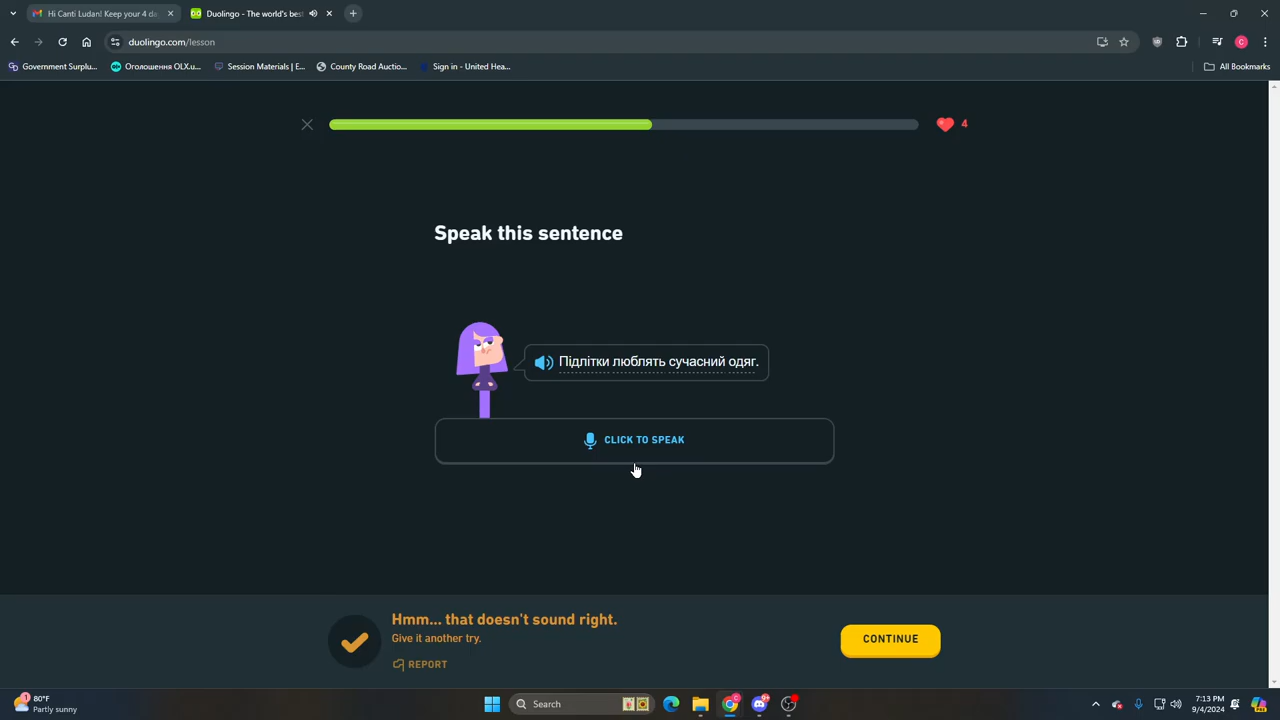 Hi Canti Ludan! Keep your 4 da
Duolingo - The world's bes
duolingo.com/lesson
Government Surplu...
Оголошення OLX.u...
Session Materials | E...
County Road Auctio...
Sign in - United Hea...
All Bookmarks
4
Speak this sentence
Підлітки люблять сучасний одяг.
CLICK TO SPEAK
Hmm... that doesn't sound right.
Give it another try.
REPORT
CONTINUE
80°F
Partly sunny
Search
7:13 PM
9/4/2024